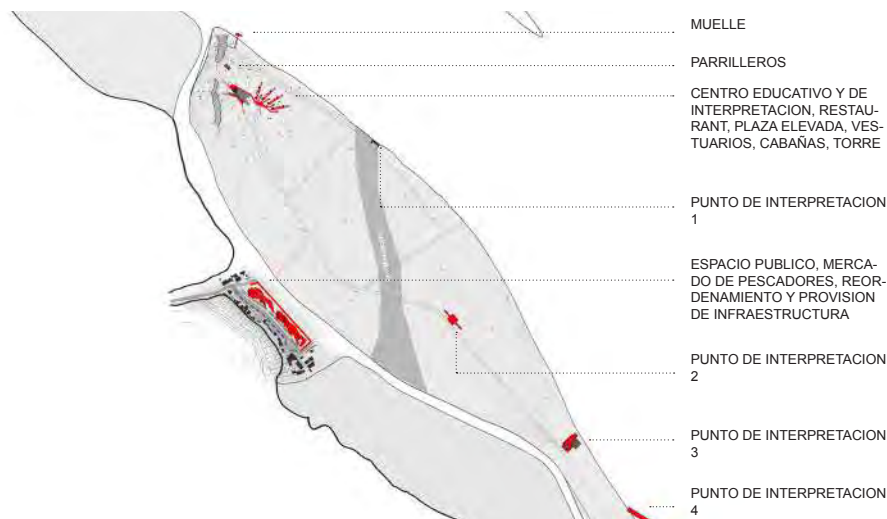 MUELLE
PARRILLEROS
CENTRO EDUCATIVO Y DE
INTERPRETACION, RESTAU-
RANT, PLAZA ELEVADA, VES-
TUARIOS, CABAÑAS, TORRE
PUNTO DE INTERPRETACION
1
ESPACIO PUBLICO, MERCA-
DO DE PESCADORES, REOR-
DENAMIENTO Y PROVISION
DE INFRAESTRUCTURA
PUNTO DE INTERPRETACION
2
PUNTO DE INTERPRETACION
3
PUNTO DE INTERPRETACION
4